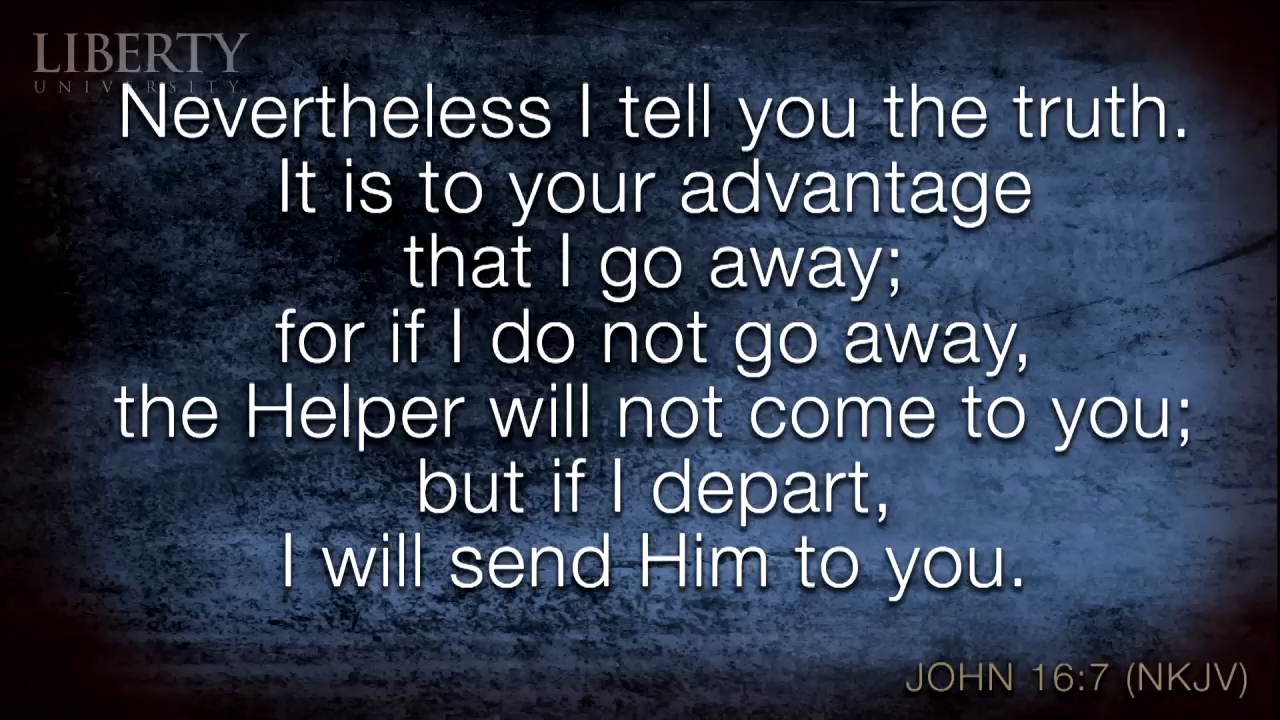 LIBERTY
UNIVERSITY
Nevertheless I tell you the truth.
It is to your advantage
that I go away;
for if I do not go away,
the Helper will not come to you;
but if I depart,
I will send Him to you.
JOHN 16:7 (NKJV)